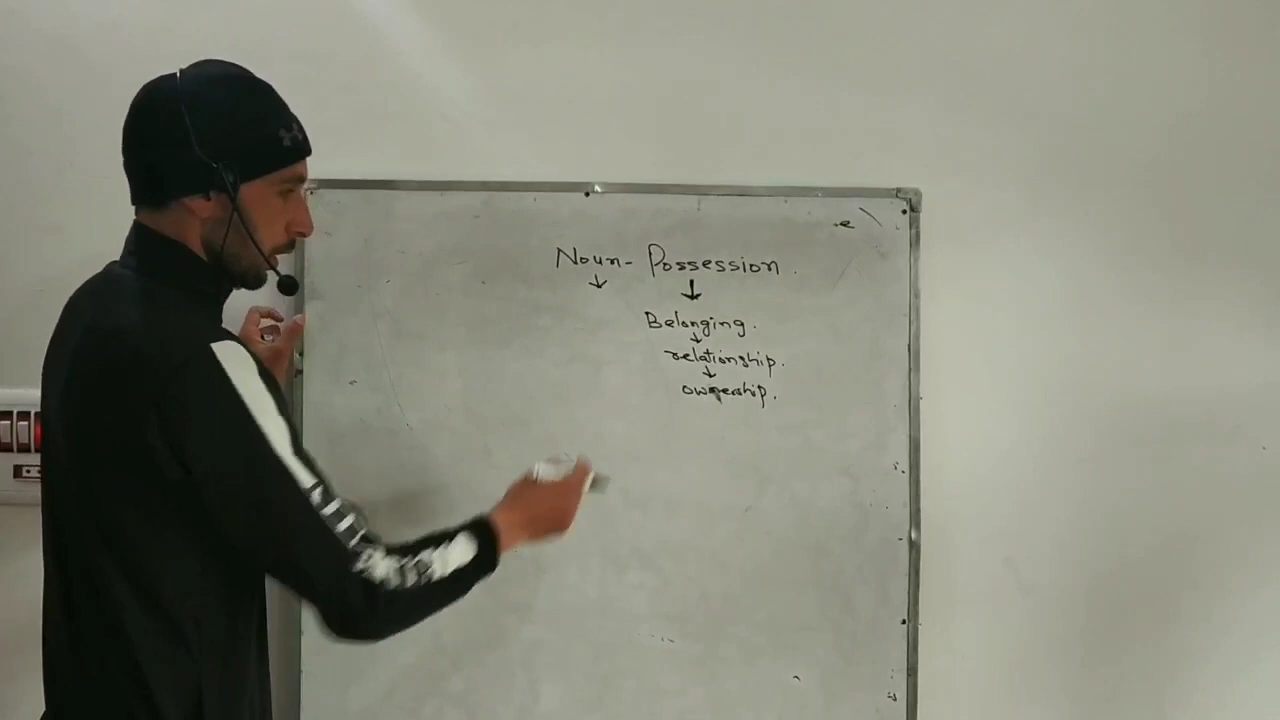 Noun - Possession.
↓ ↓
Belonging.
↓
relationship.
↓
ownership.